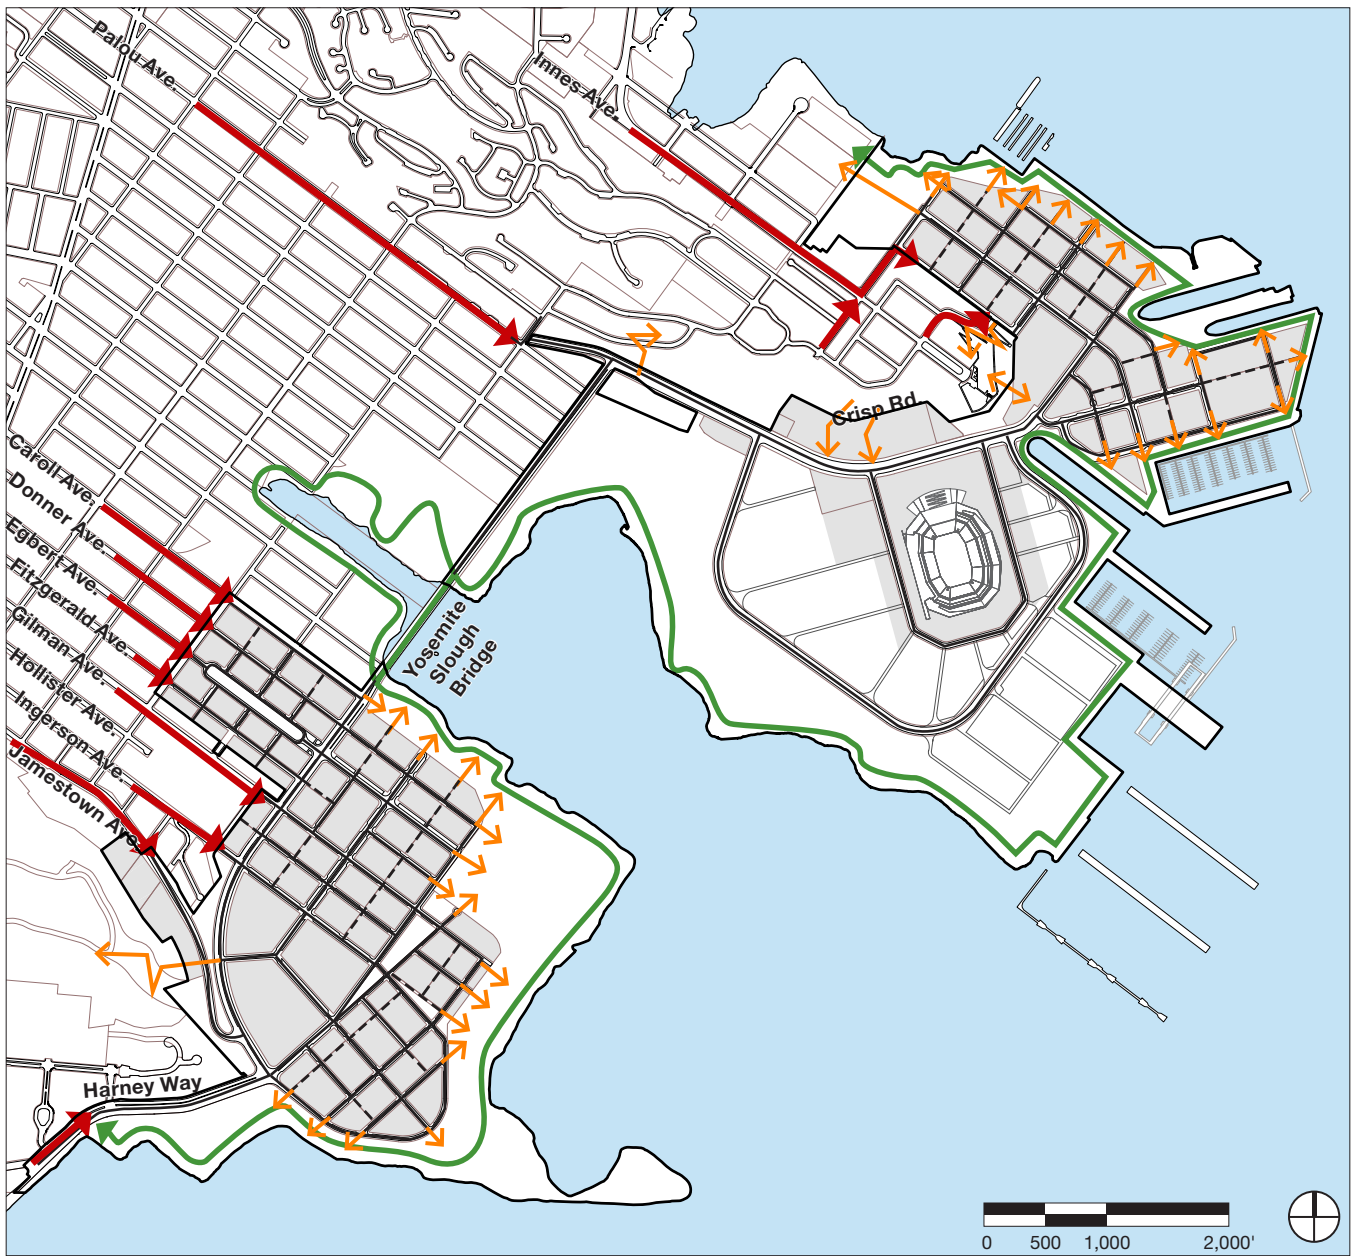 Palou Ave.
Innes Ave.
Crisp Rd
Caroll Ave.
Donner Ave.
Egbert Ave.
Fitzgerald Ave.
Gilman Ave.
Hollister Ave.
Ingerson Ave.
Jamestown Ave.
Yosemite
Slough
Bridge
Harney Way
0 500 1,000 2,000'